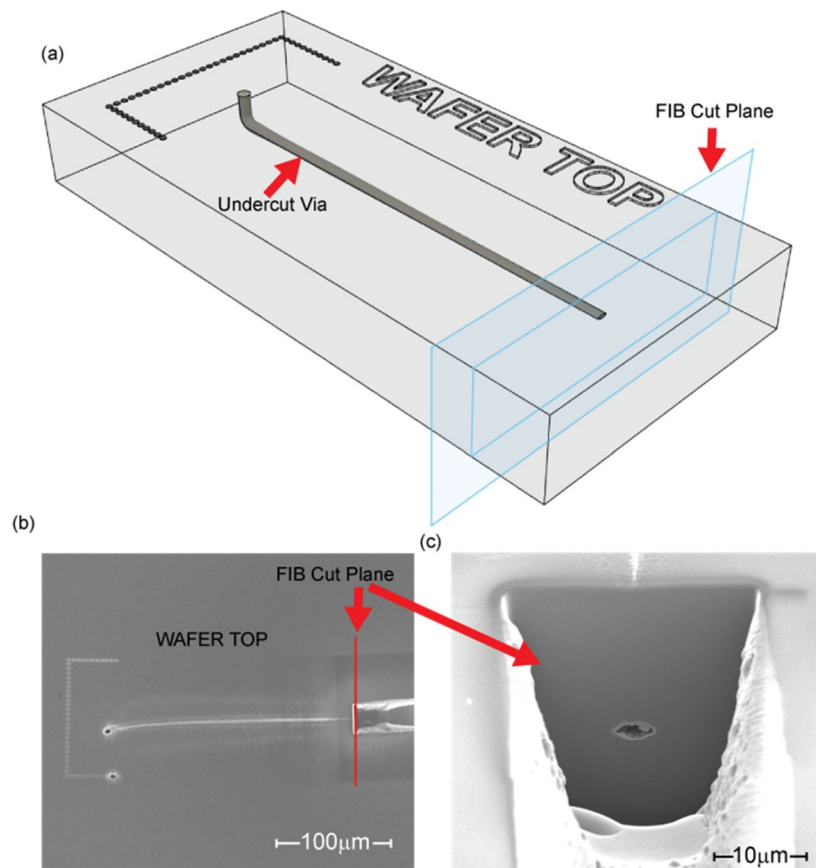 (a)
WAFER TOP
FIB Cut Plane
Undercut Via
(b)
(c)
FIB Cut Plane
WAFER TOP
100µm
10µm